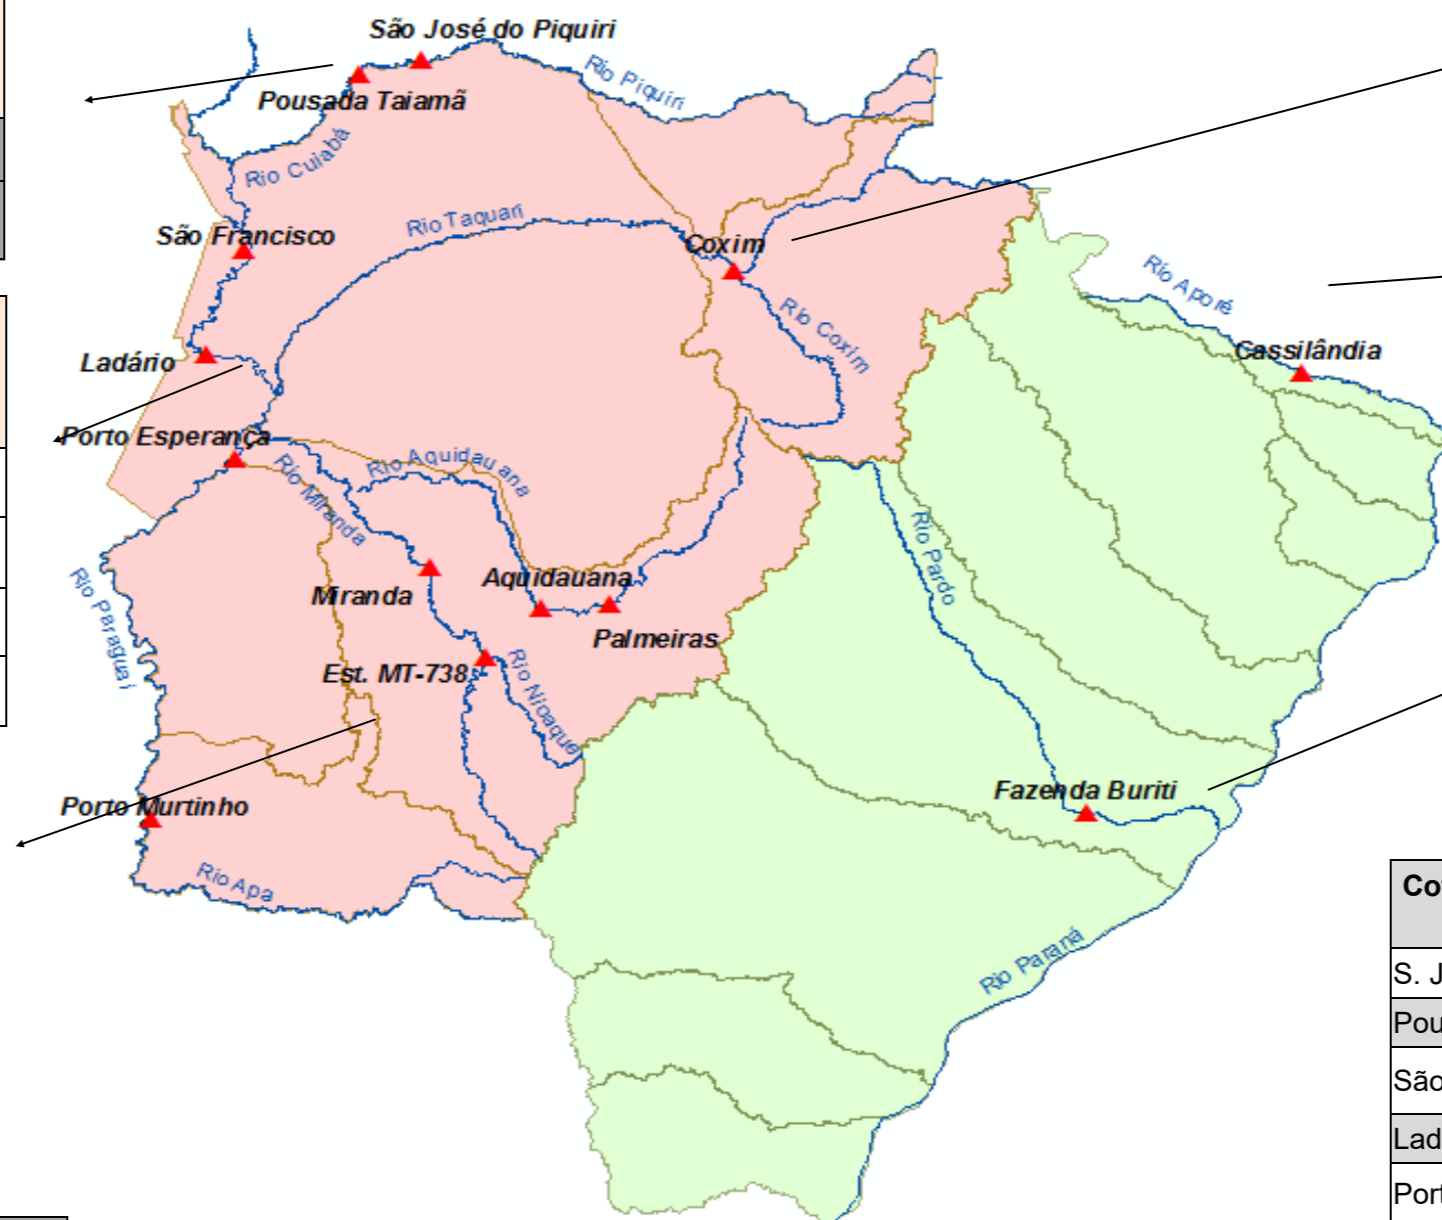 São José do Piquiri
Rio Piquiri
Pousada Taiamã
Rio Cuiabá
Rio Taquari
São Francisco
Coxim
Rio Aporé
Rio Coxim
Cassilândia
Ladário
Porto Esperança
Rio Aquidauana
Rio Miranda
Rio Pardo
Miranda
Aquidauana
Palmeiras
Rio Paraguai
Est. MT-738
Rio Nioaque
Fazenda Buriti
Porto Murtinho
Rio Apa
Rio Paraná
S. J
Pou
São
Lad
Port